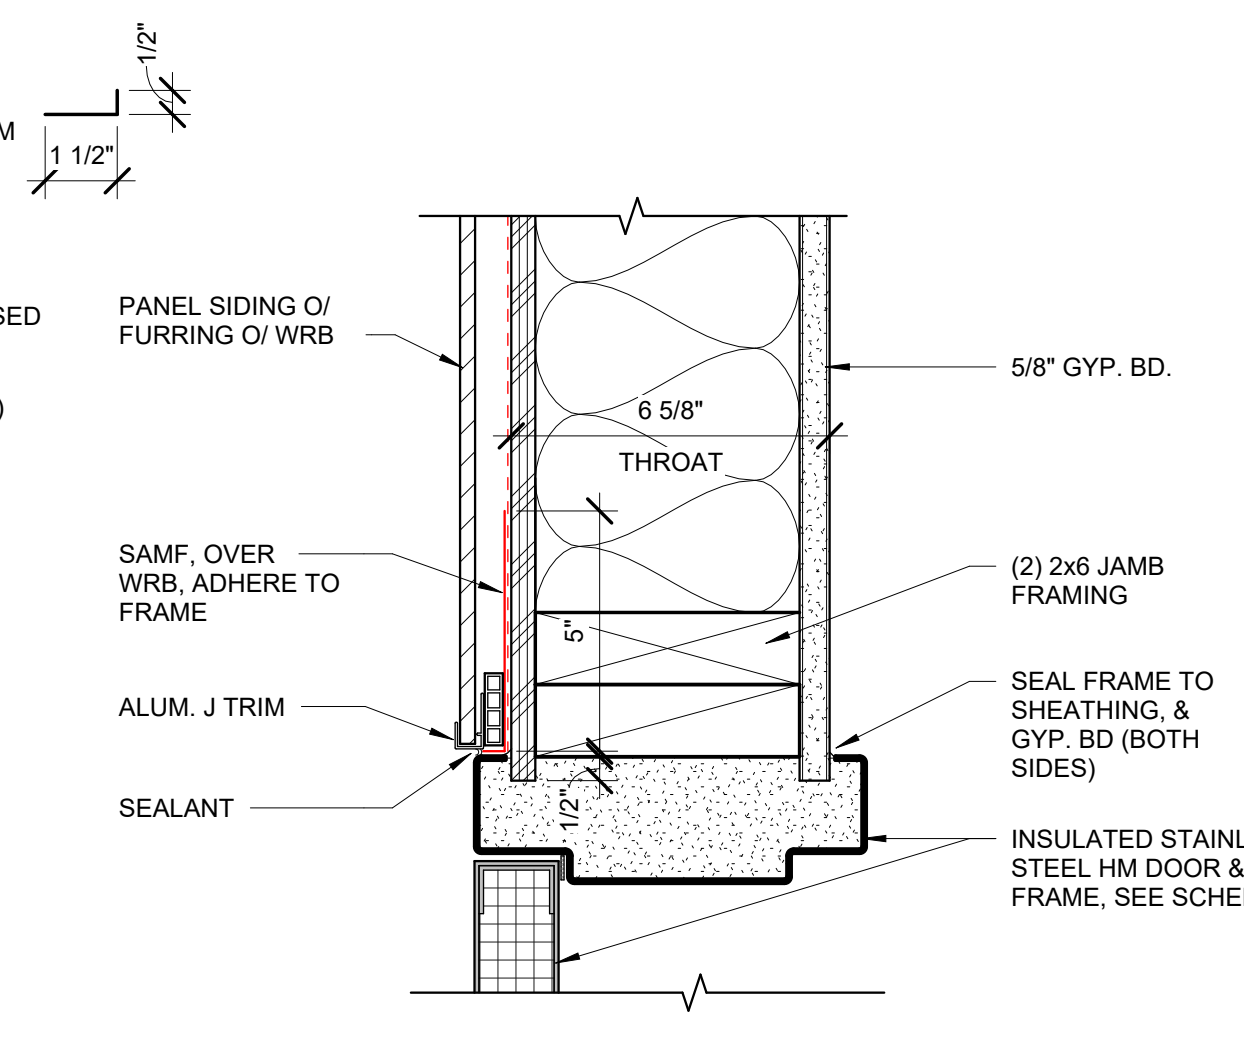 1/2"
M
1 1/2"
PANEL SIDING O/
FURRING O/ WRB
SED
)
5/8" GYP. BD.
6 5/8"
THROAT
SAMF, OVER
WRB, ADHERE TO
FRAME
(2) 2x6 JAMB
FRAMING
5"
ALUM. J TRIM
SEAL FRAME TO
SHEATHING, &
GYP. BD (BOTH
SIDES)
SEALANT
1/2"
INSULATED STAINL
STEEL HM DOOR &
FRAME, SEE SCHE